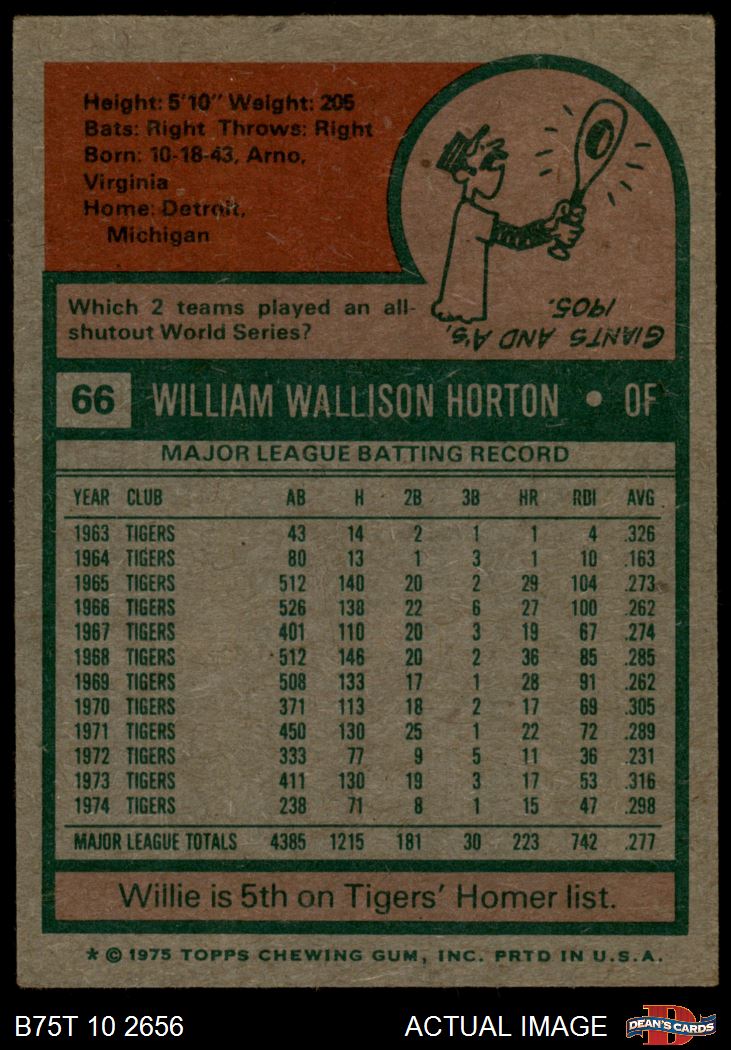 Height: 5'10" Weight: 205
Bats: Right Throws: Right
Born: 10-18-43, Arno,
Virginia
Home: Detroit,
Michigan
Which 2 teams played an all-
shutout World Series?
GIANTS AND A'S,
1905.
66 WILLIAM WALLISON HORTON • OF
MAJOR LEAGUE BATTING RECORD
YEAR CLUB AB H 2B 3B HR RBI AVG
1963 TIGERS 43 14 2 1 1 4 .326
1964 TIGERS 80 13 1 3 1 10 .163
1965 TIGERS 512 140 20 2 29 104 .273
1966 TIGERS 526 138 22 6 27 100 .262
1967 TIGERS 401 110 20 3 19 67 .274
1968 TIGERS 512 146 20 2 36 85 .285
1969 TIGERS 508 133 17 1 28 91 .262
1970 TIGERS 371 113 18 2 17 69 .305
1971 TIGERS 450 130 25 1 22 72 .289
1972 TIGERS 333 77 9 5 11 36 .231
1973 TIGERS 411 130 19 3 17 53 .316
1974 TIGERS 238 71 8 1 15 47 .298
MAJOR LEAGUE TOTALS 4385 1215 181 30 223 742 .277
Willie is 5th on Tigers' Homer list.
* © 1975 TOPPS CHEWING GUM, INC. PRTD IN U.S.A.
B75T 10 2656 ACTUAL IMAGE D DEAN'S CARDS